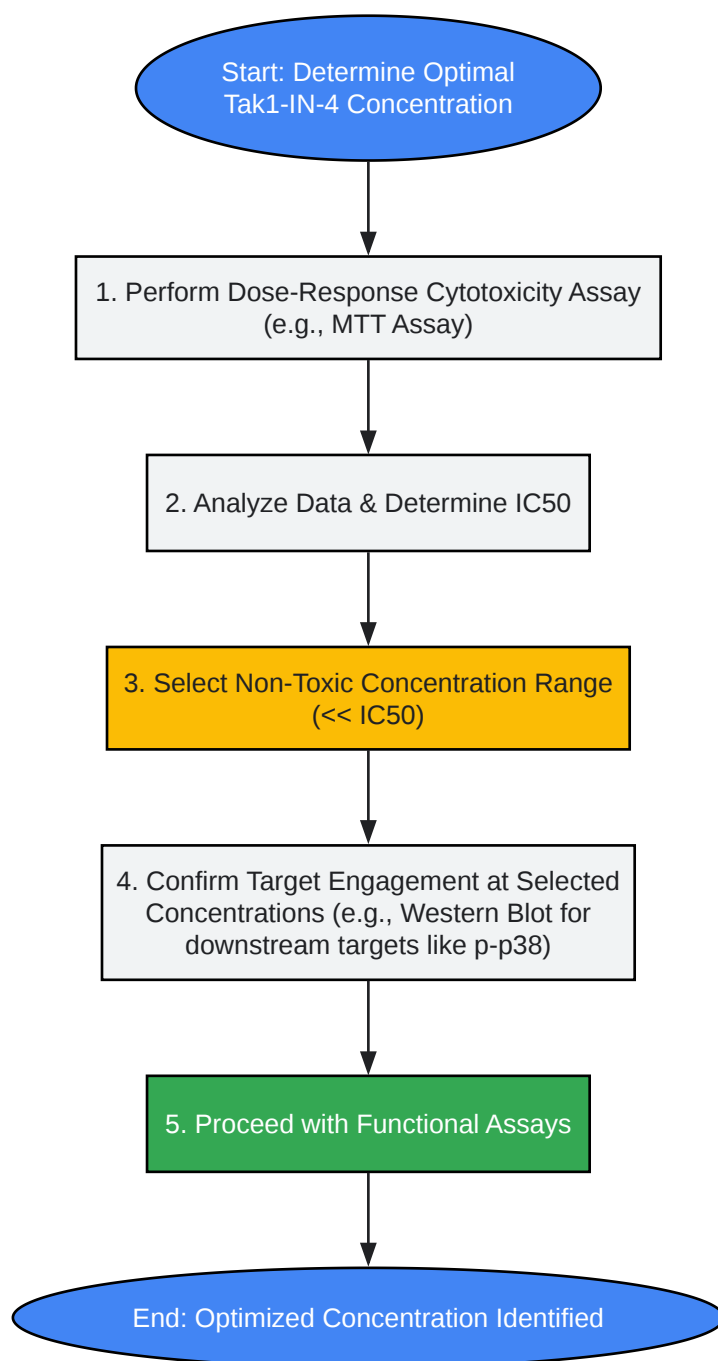 Start: Determine Optimal
Tak1-IN-4 Concentration
1. Perform Dose-Response Cytotoxicity Assay
(e.g., MTT Assay)
2. Analyze Data & Determine IC50
3. Select Non-Toxic Concentration Range
(<< IC50)
4. Confirm Target Engagement at Selected
Concentrations (e.g., Western Blot for
downstream targets like p-p38)
5. Proceed with Functional Assays
End: Optimized Concentration Identified